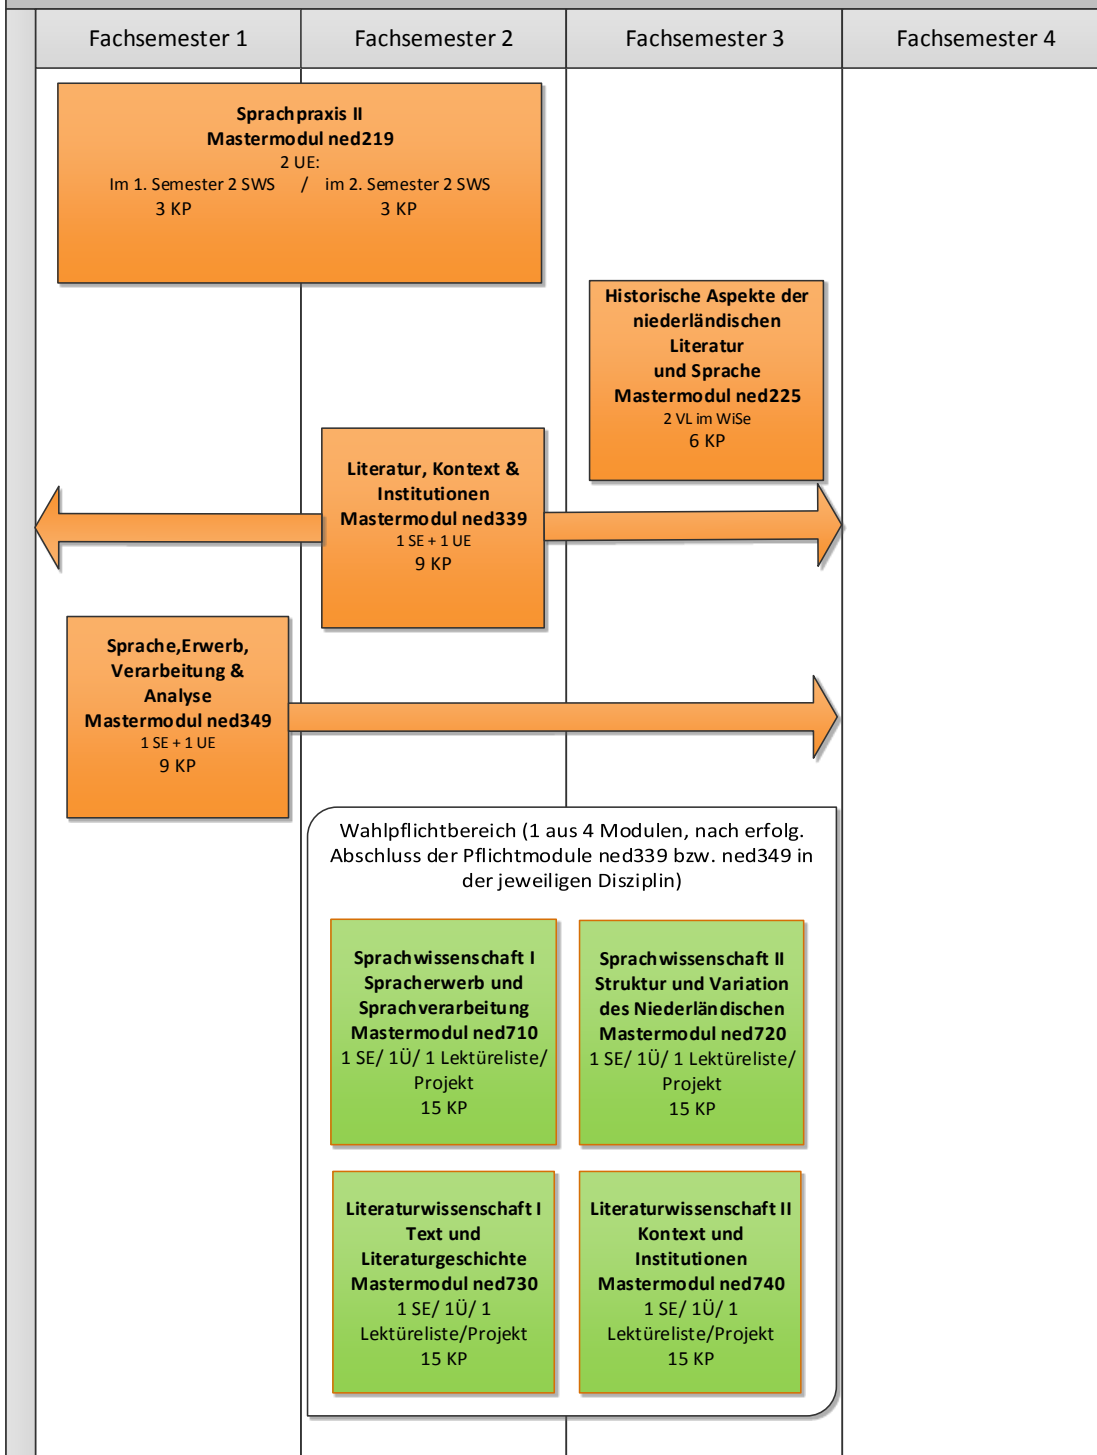 Fachsemester 1
Fachsemester 2
Fachsemester 3
Fachsemester 4
Sprachpraxis II
Mastermodul ned219
2 UE:
Im 1. Semester 2 SWS / im 2. Semester 2 SWS
3 KP 3 KP
Historische Aspekte der
niederländischen
Literatur
und Sprache
Mastermodul ned225
2 VL im WiSe
6 KP
Literatur, Kontext &
Institutionen
Mastermodul ned339
1 SE + 1 UE
9 KP
Sprache,Erwerb,
Verarbeitung &
Analyse
Mastermodul ned349
1 SE + 1 UE
9 KP
Wahlpflichtbereich (1 aus 4 Modulen, nach erfolg.
Abschluss der Pflichtmodule ned339 bzw. ned349 in
der jeweiligen Disziplin)
Sprachwissenschaft I
Spracherwerb und
Sprachverarbeitung
Mastermodul ned710
1 SE/ 1Ü/ 1 Lektüreliste/
Projekt
15 KP
Sprachwissenschaft II
Struktur und Variation
des Niederländischen
Mastermodul ned720
1 SE/ 1Ü/ 1 Lektüreliste/
Projekt
15 KP
Literaturwissenschaft I
Text und
Literaturgeschichte
Mastermodul ned730
1 SE/ 1Ü/ 1
Lektüreliste/Projekt
15 KP
Literaturwissenschaft II
Kontext und
Institutionen
Mastermodul ned740
1 SE/ 1Ü/ 1
Lektüreliste/Projekt
15 KP